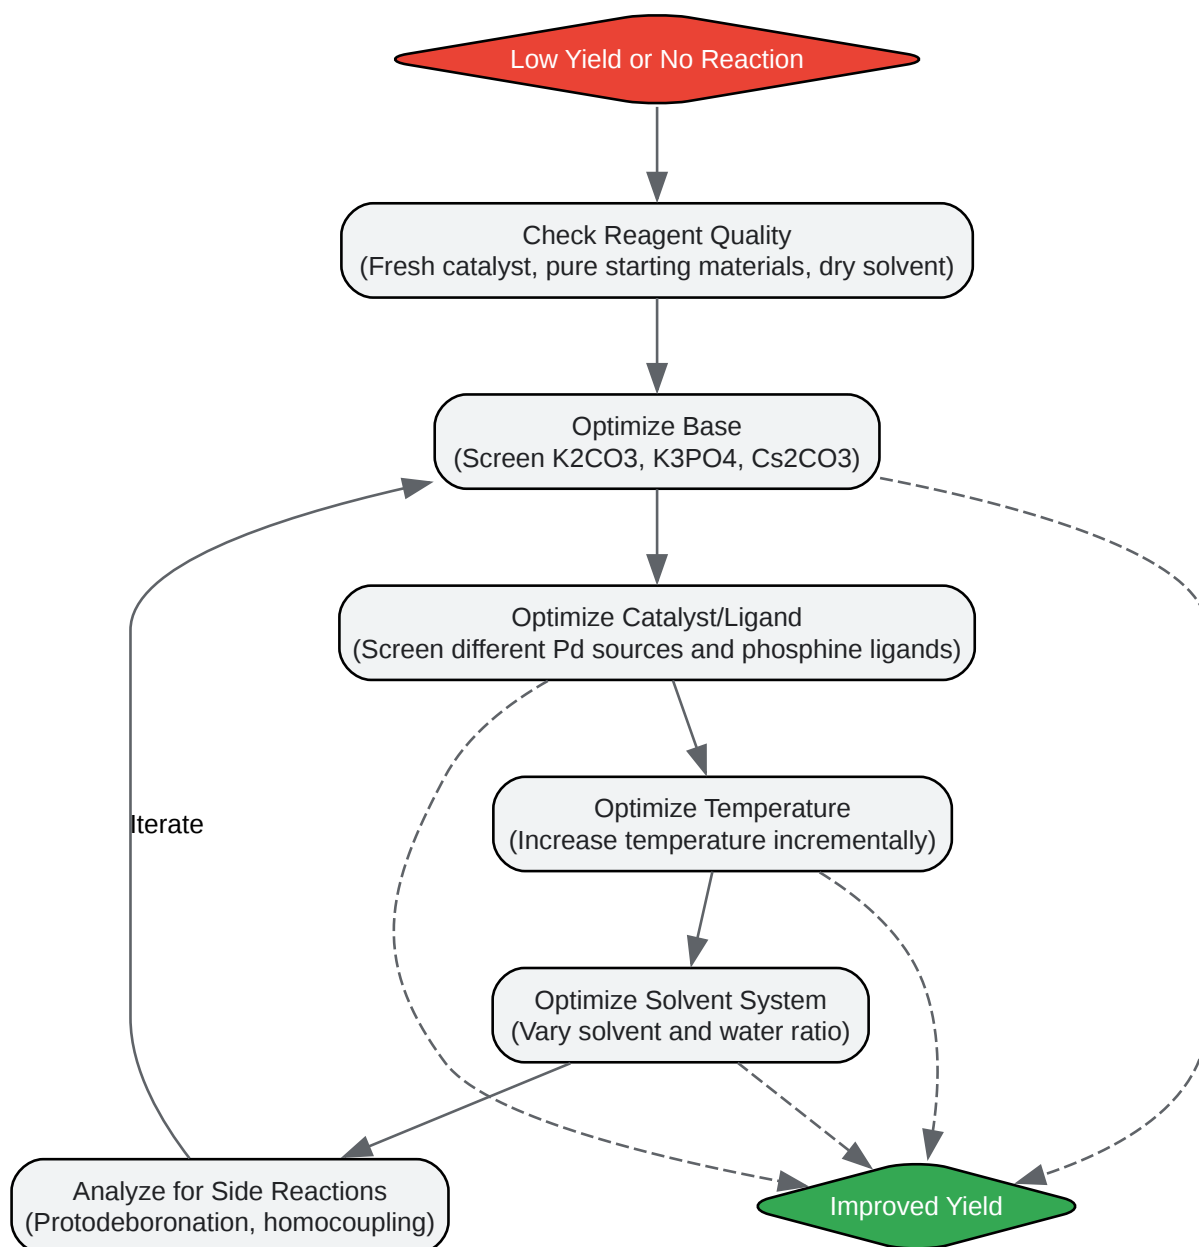 Low Yield or No Reaction
Check Reagent Quality
(Fresh catalyst, pure starting materials, dry solvent)
Optimize Base
(Screen K2CO3, K3PO4, Cs2CO3)
Optimize Catalyst/Ligand
(Screen different Pd sources and phosphine ligands)
Optimize Temperature
(Increase temperature incrementally)
Iterate
Optimize Solvent System
(Vary solvent and water ratio)
Analyze for Side Reactions
(Protodeboronation, homocoupling)
Improved Yield